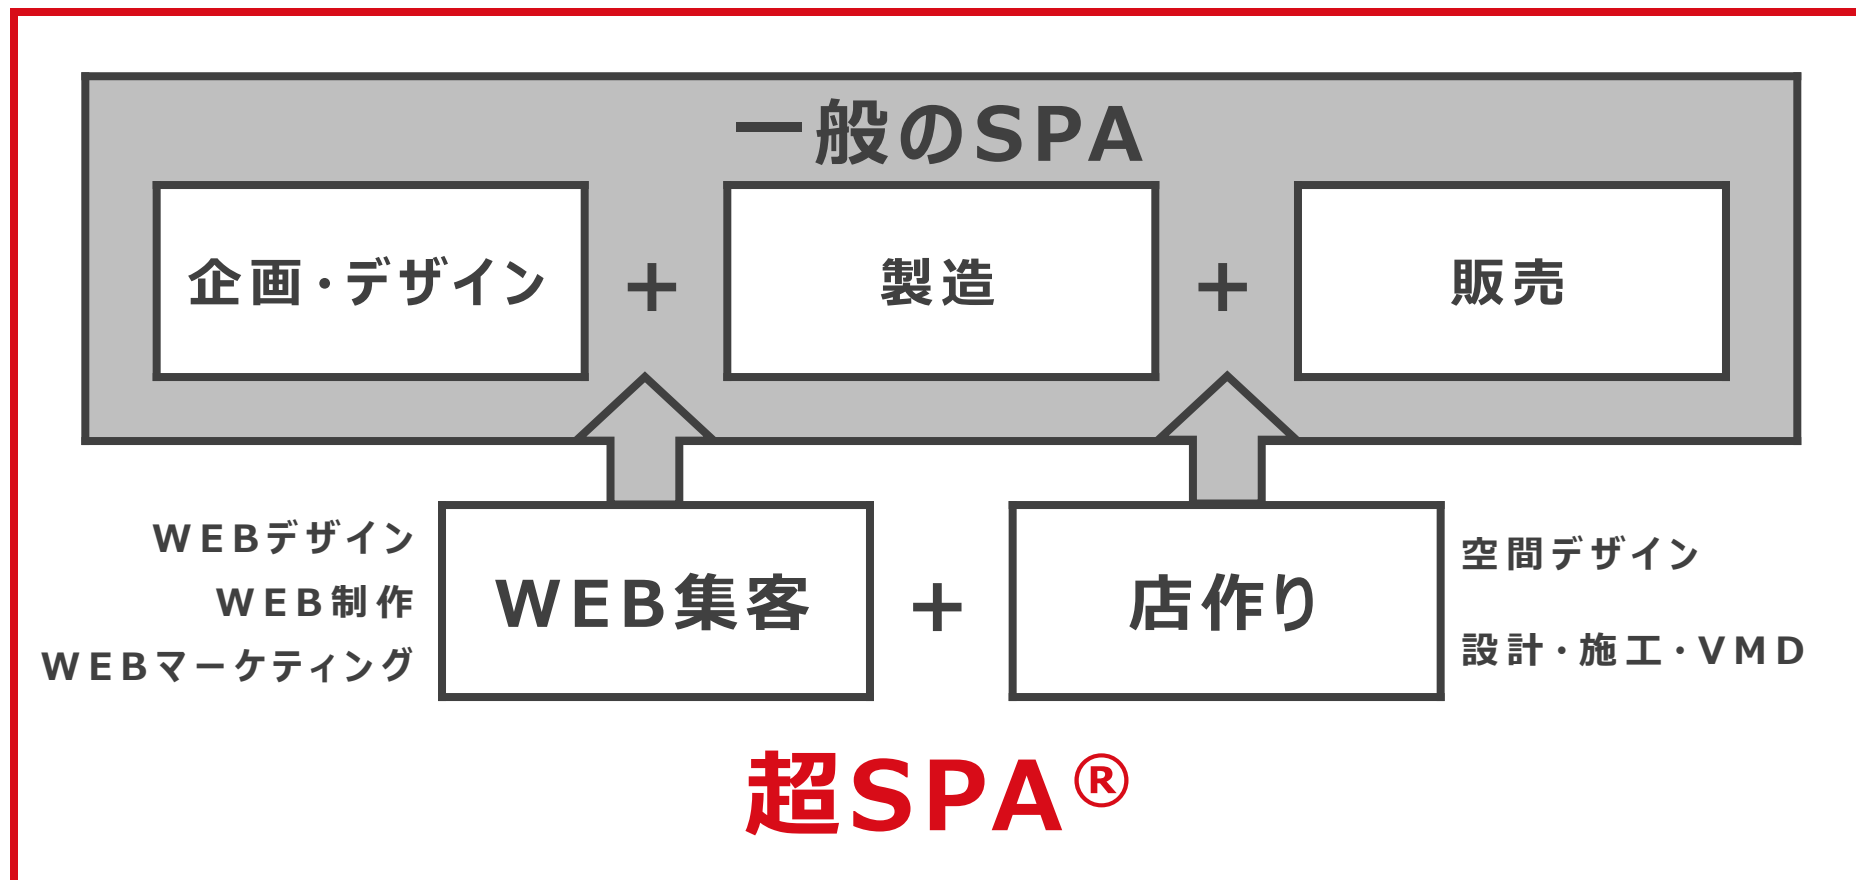 一般のSPA
企画・デザイン + 製造 + 販売
WEBデザイン
WEB制作
WEBマーケティング
WEB集客 + 店作り
空間デザイン
設計・施工・VMD
超SPA®